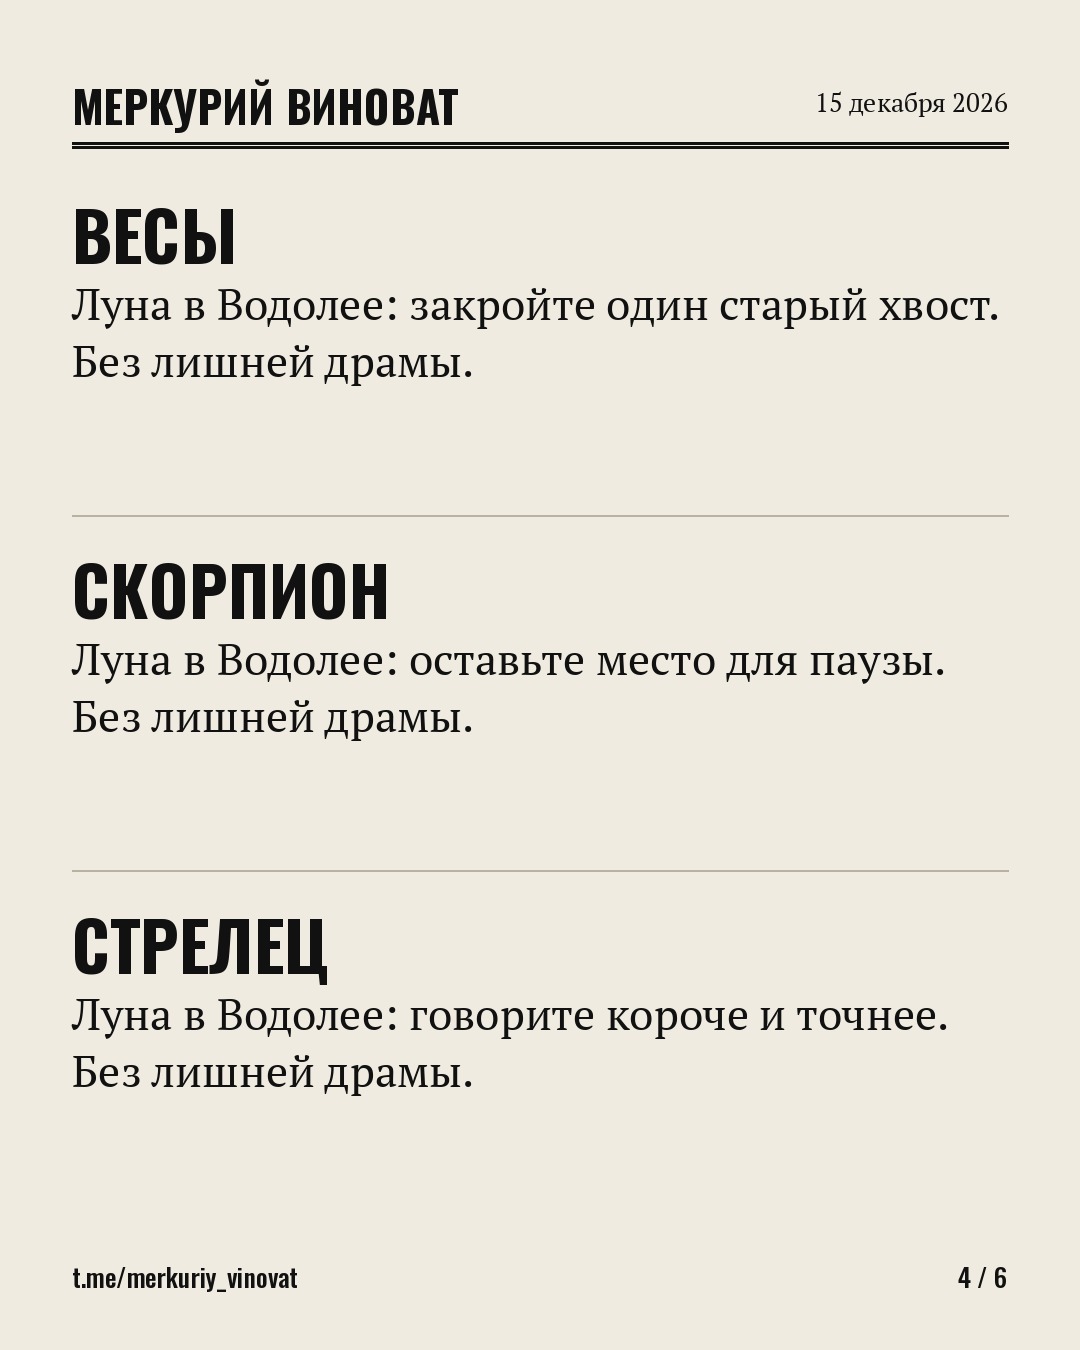 МЕРКУРИЙ ВИНОВАТ
15 декабря 2026
ВЕСЫ
Луна в Водолее: закройте один старый хвост.
Без лишней драмы.
СКОРПИОН
Луна в Водолее: оставьте место для паузы.
Без лишней драмы.
СТРЕЛЕЦ
Луна в Водолее: говорите короче и точнее.
Без лишней драмы.
t.me/merkuriy_vinovat
4 / 6